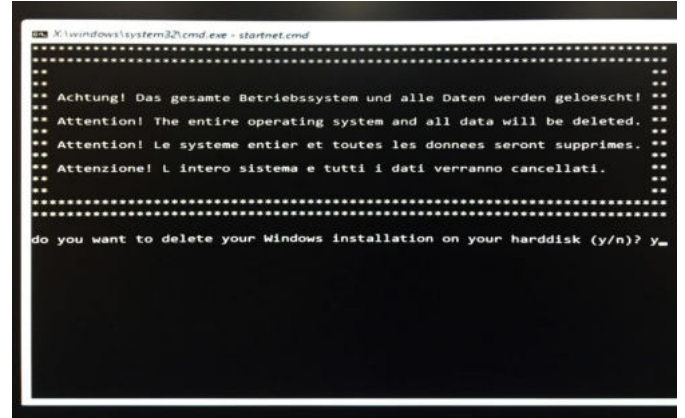 X:\windows\system32\cmd.exe - startnet.cmd
Achtung! Das gesamte Betriebssystem und alle Daten werden geloescht!
Attention! The entire operating system and all data will be deleted.
Attention! Le systeme entier et toutes les donnees seront supprimes.
Attenzione! L intero sistema e tutti i dati verranno cancellati.
do you want to delete your Windows installation on your harddisk (y/n)? y_